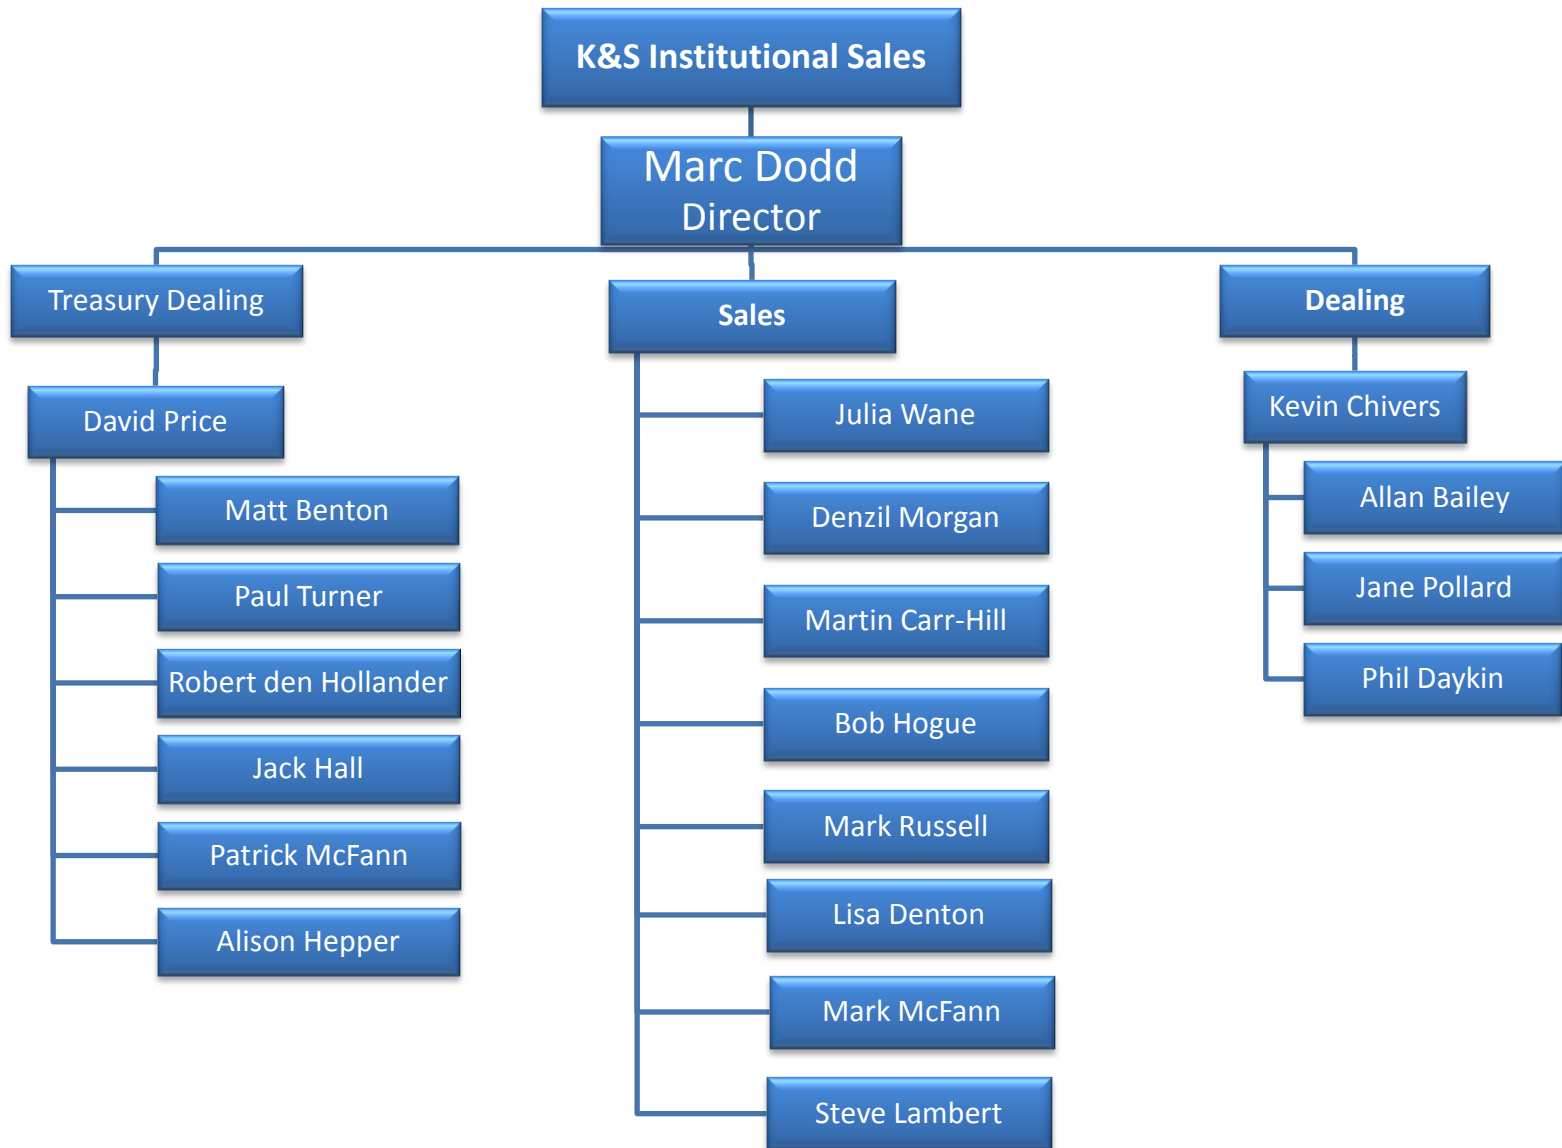 K&S Institutional Sales
Marc Dodd
Director
Treasury Dealing
David Price
Matt Benton
Paul Turner
Robert den Hollander
Jack Hall
Patrick McFann
Alison Hepper
Sales
Julia Wane
Denzil Morgan
Martin Carr-Hill
Bob Hogue
Mark Russell
Lisa Denton
Mark McFann
Steve Lambert
Dealing
Kevin Chivers
Allan Bailey
Jane Pollard
Phil Daykin